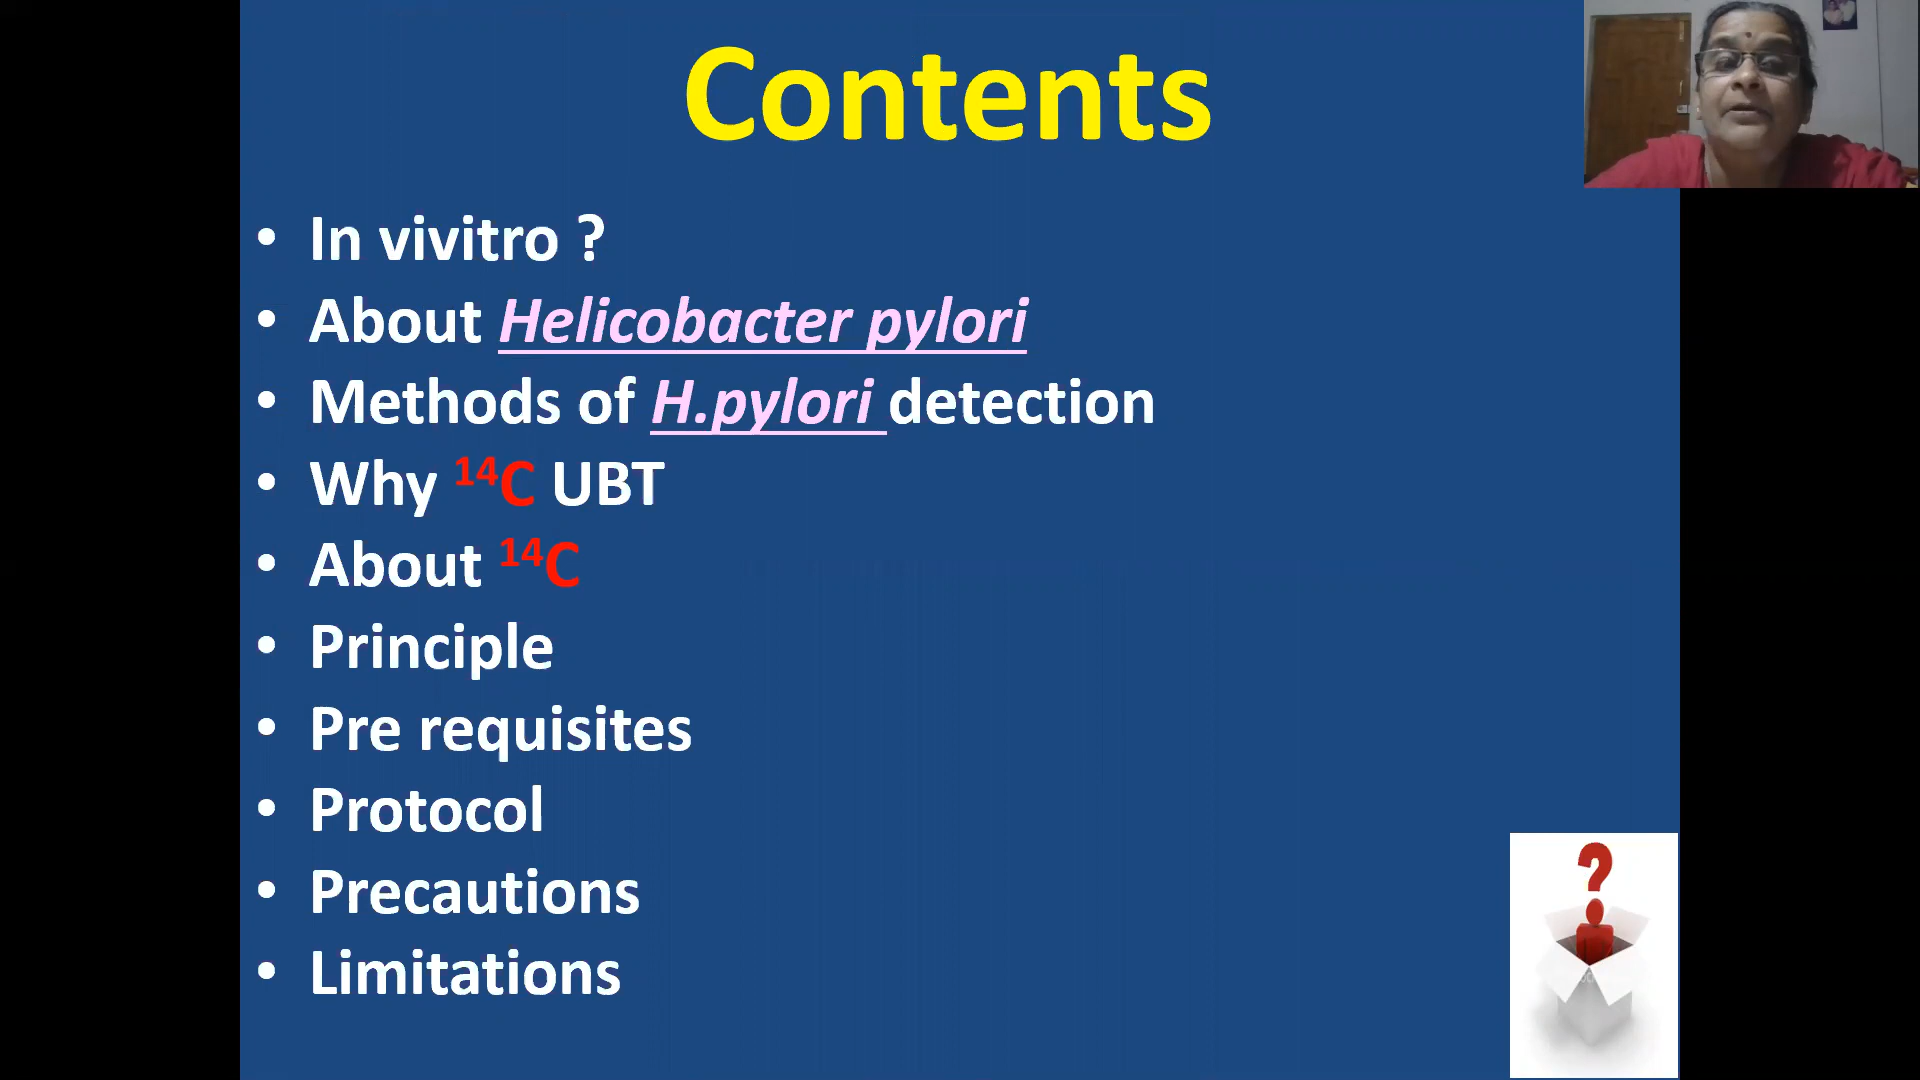 Contents
• In vivitro ?
• About Helicobacter pylori
• Methods of H.pylori detection
• Why ¹⁴C UBT
• About ¹⁴C
• Principle
• Pre requisites
• Protocol
• Precautions
• Limitations
?